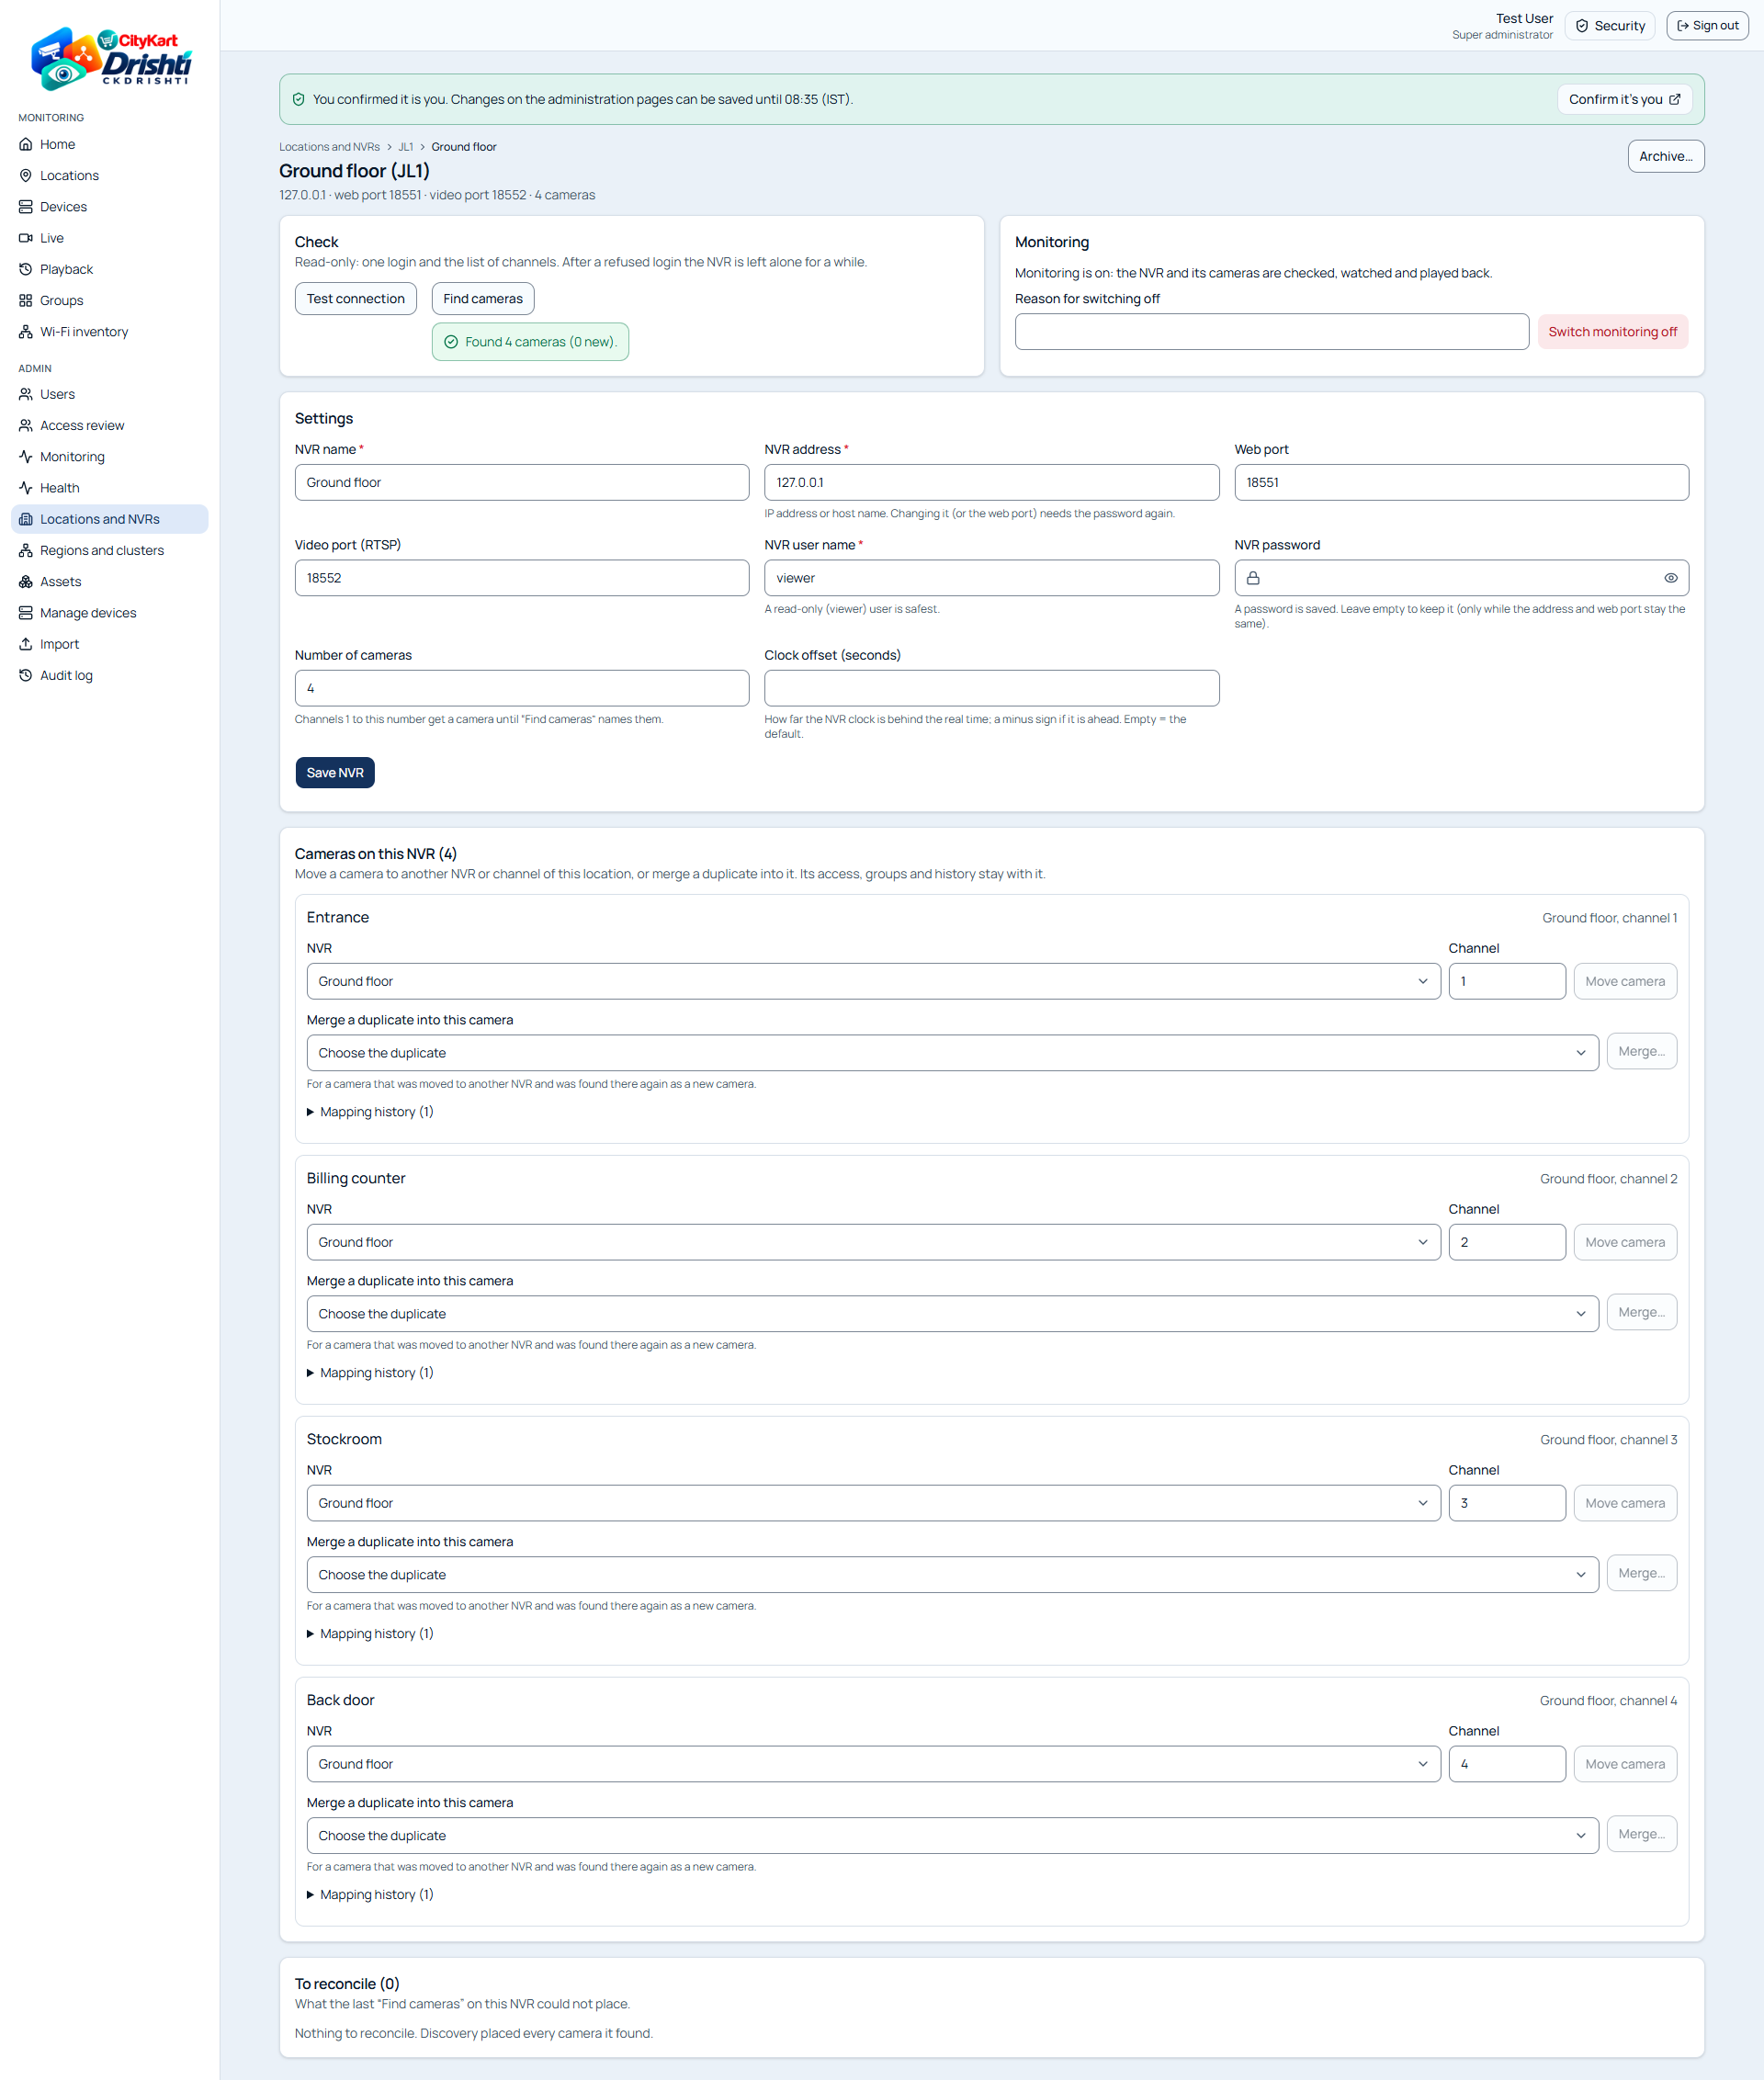 CityKart
Drishti
CKDRISHTI
MONITORING
Home
Locations
Devices
Live
Playback
Groups
Wi-Fi inventory
ADMIN
Users
Access review
Monitoring
Health
Locations and NVRs
Regions and clusters
Assets
Manage devices
Import
Audit log
Test User
Super administrator
Security
Sign out
You confirmed it is you. Changes on the administration pages can be saved until 08:35 (IST).
Confirm it's you
Locations and NVRs > JL1 > Ground floor
Ground floor (JL1)
127.0.0.1 · web port 18551 · video port 18552 · 4 cameras
Archive...
Check
Read-only: one login and the list of channels. After a refused login the NVR is left alone for a while.
Test connection
Find cameras
Found 4 cameras (0 new).
Monitoring
Monitoring is on: the NVR and its cameras are checked, watched and played back.
Reason for switching off
Switch monitoring off
Settings
NVR name *
Ground floor
NVR address *
127.0.0.1
IP address or host name. Changing it (or the web port) needs the password again.
Web port
18551
Video port (RTSP)
18552
NVR user name *
viewer
A read-only (viewer) user is safest.
NVR password
A password is saved. Leave empty to keep it (only while the address and web port stay the
same).
Number of cameras
4
Channels 1 to this number get a camera until "Find cameras" names them.
Clock offset (seconds)
How far the NVR clock is behind the real time; a minus sign if it is ahead. Empty = the
default.
Save NVR
Cameras on this NVR (4)
Move a camera to another NVR or channel of this location, or merge a duplicate into it. Its access, groups and history stay with it.
Entrance
Ground floor, channel 1
NVR
Channel
Ground floor
1
Move camera
Merge a duplicate into this camera
Choose the duplicate
Merge...
For a camera that was moved to another NVR and was found there again as a new camera.
Mapping history (1)
Billing counter
Ground floor, channel 2
NVR
Channel
Ground floor
2
Move camera
Merge a duplicate into this camera
Choose the duplicate
Merge...
For a camera that was moved to another NVR and was found there again as a new camera.
Mapping history (1)
Stockroom
Ground floor, channel 3
NVR
Channel
Ground floor
3
Move camera
Merge a duplicate into this camera
Choose the duplicate
Merge...
For a camera that was moved to another NVR and was found there again as a new camera.
Mapping history (1)
Back door
Ground floor, channel 4
NVR
Channel
Ground floor
4
Move camera
Merge a duplicate into this camera
Choose the duplicate
Merge...
For a camera that was moved to another NVR and was found there again as a new camera.
Mapping history (1)
To reconcile (0)
What the last "Find cameras" on this NVR could not place.
Nothing to reconcile. Discovery placed every camera it found.